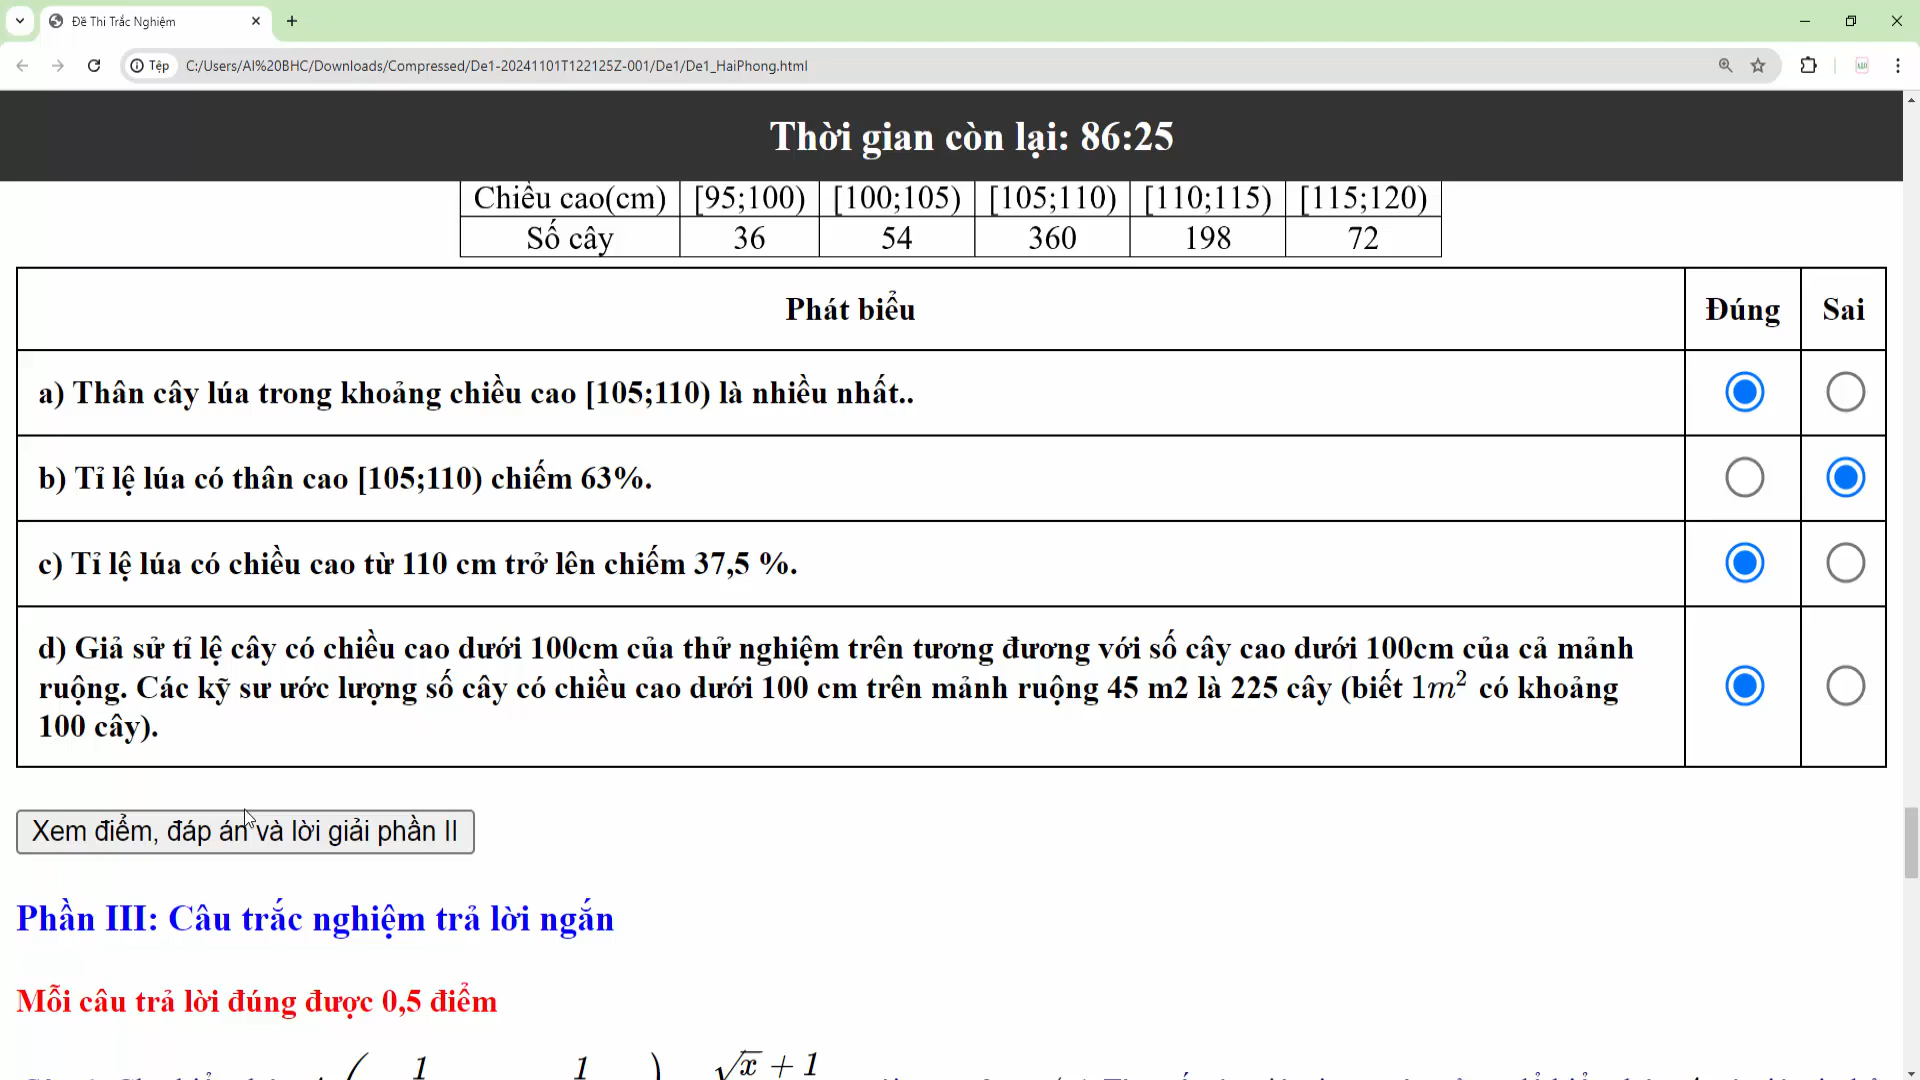 Đề Thi Trắc Nghiệm
Tệp
C:/Users/AI%20BHC/Downloads/Compressed/De1-20241101T122125Z-001/De1/De1_HaiPhong.html
Thời gian còn lại: 86:25
Chiều cao(cm) [95;100) [100;105) [105;110) [110;115) [115;120)
Số cây 36 54 360 198 72
Phát biểu Đúng Sai
a) Thân cây lúa trong khoảng chiều cao [105;110) là nhiều nhất..
b) Tỉ lệ lúa có thân cao [105;110) chiếm 63%.
c) Tỉ lệ lúa có chiều cao từ 110 cm trở lên chiếm 37,5 %.
d) Giả sử tỉ lệ cây có chiều cao dưới 100cm của thử nghiệm trên tương đương với số cây cao dưới 100cm của cả mảnh
ruộng. Các kỹ sư ước lượng số cây có chiều cao dưới 100 cm trên mảnh ruộng 45 m2 là 225 cây (biết 1m² có khoảng
100 cây).
Xem điểm, đáp án và lời giải phần II
Phần III: Câu trắc nghiệm trả lời ngắn
Mỗi câu trả lời đúng được 0,5 điểm
1 1 √x + 1